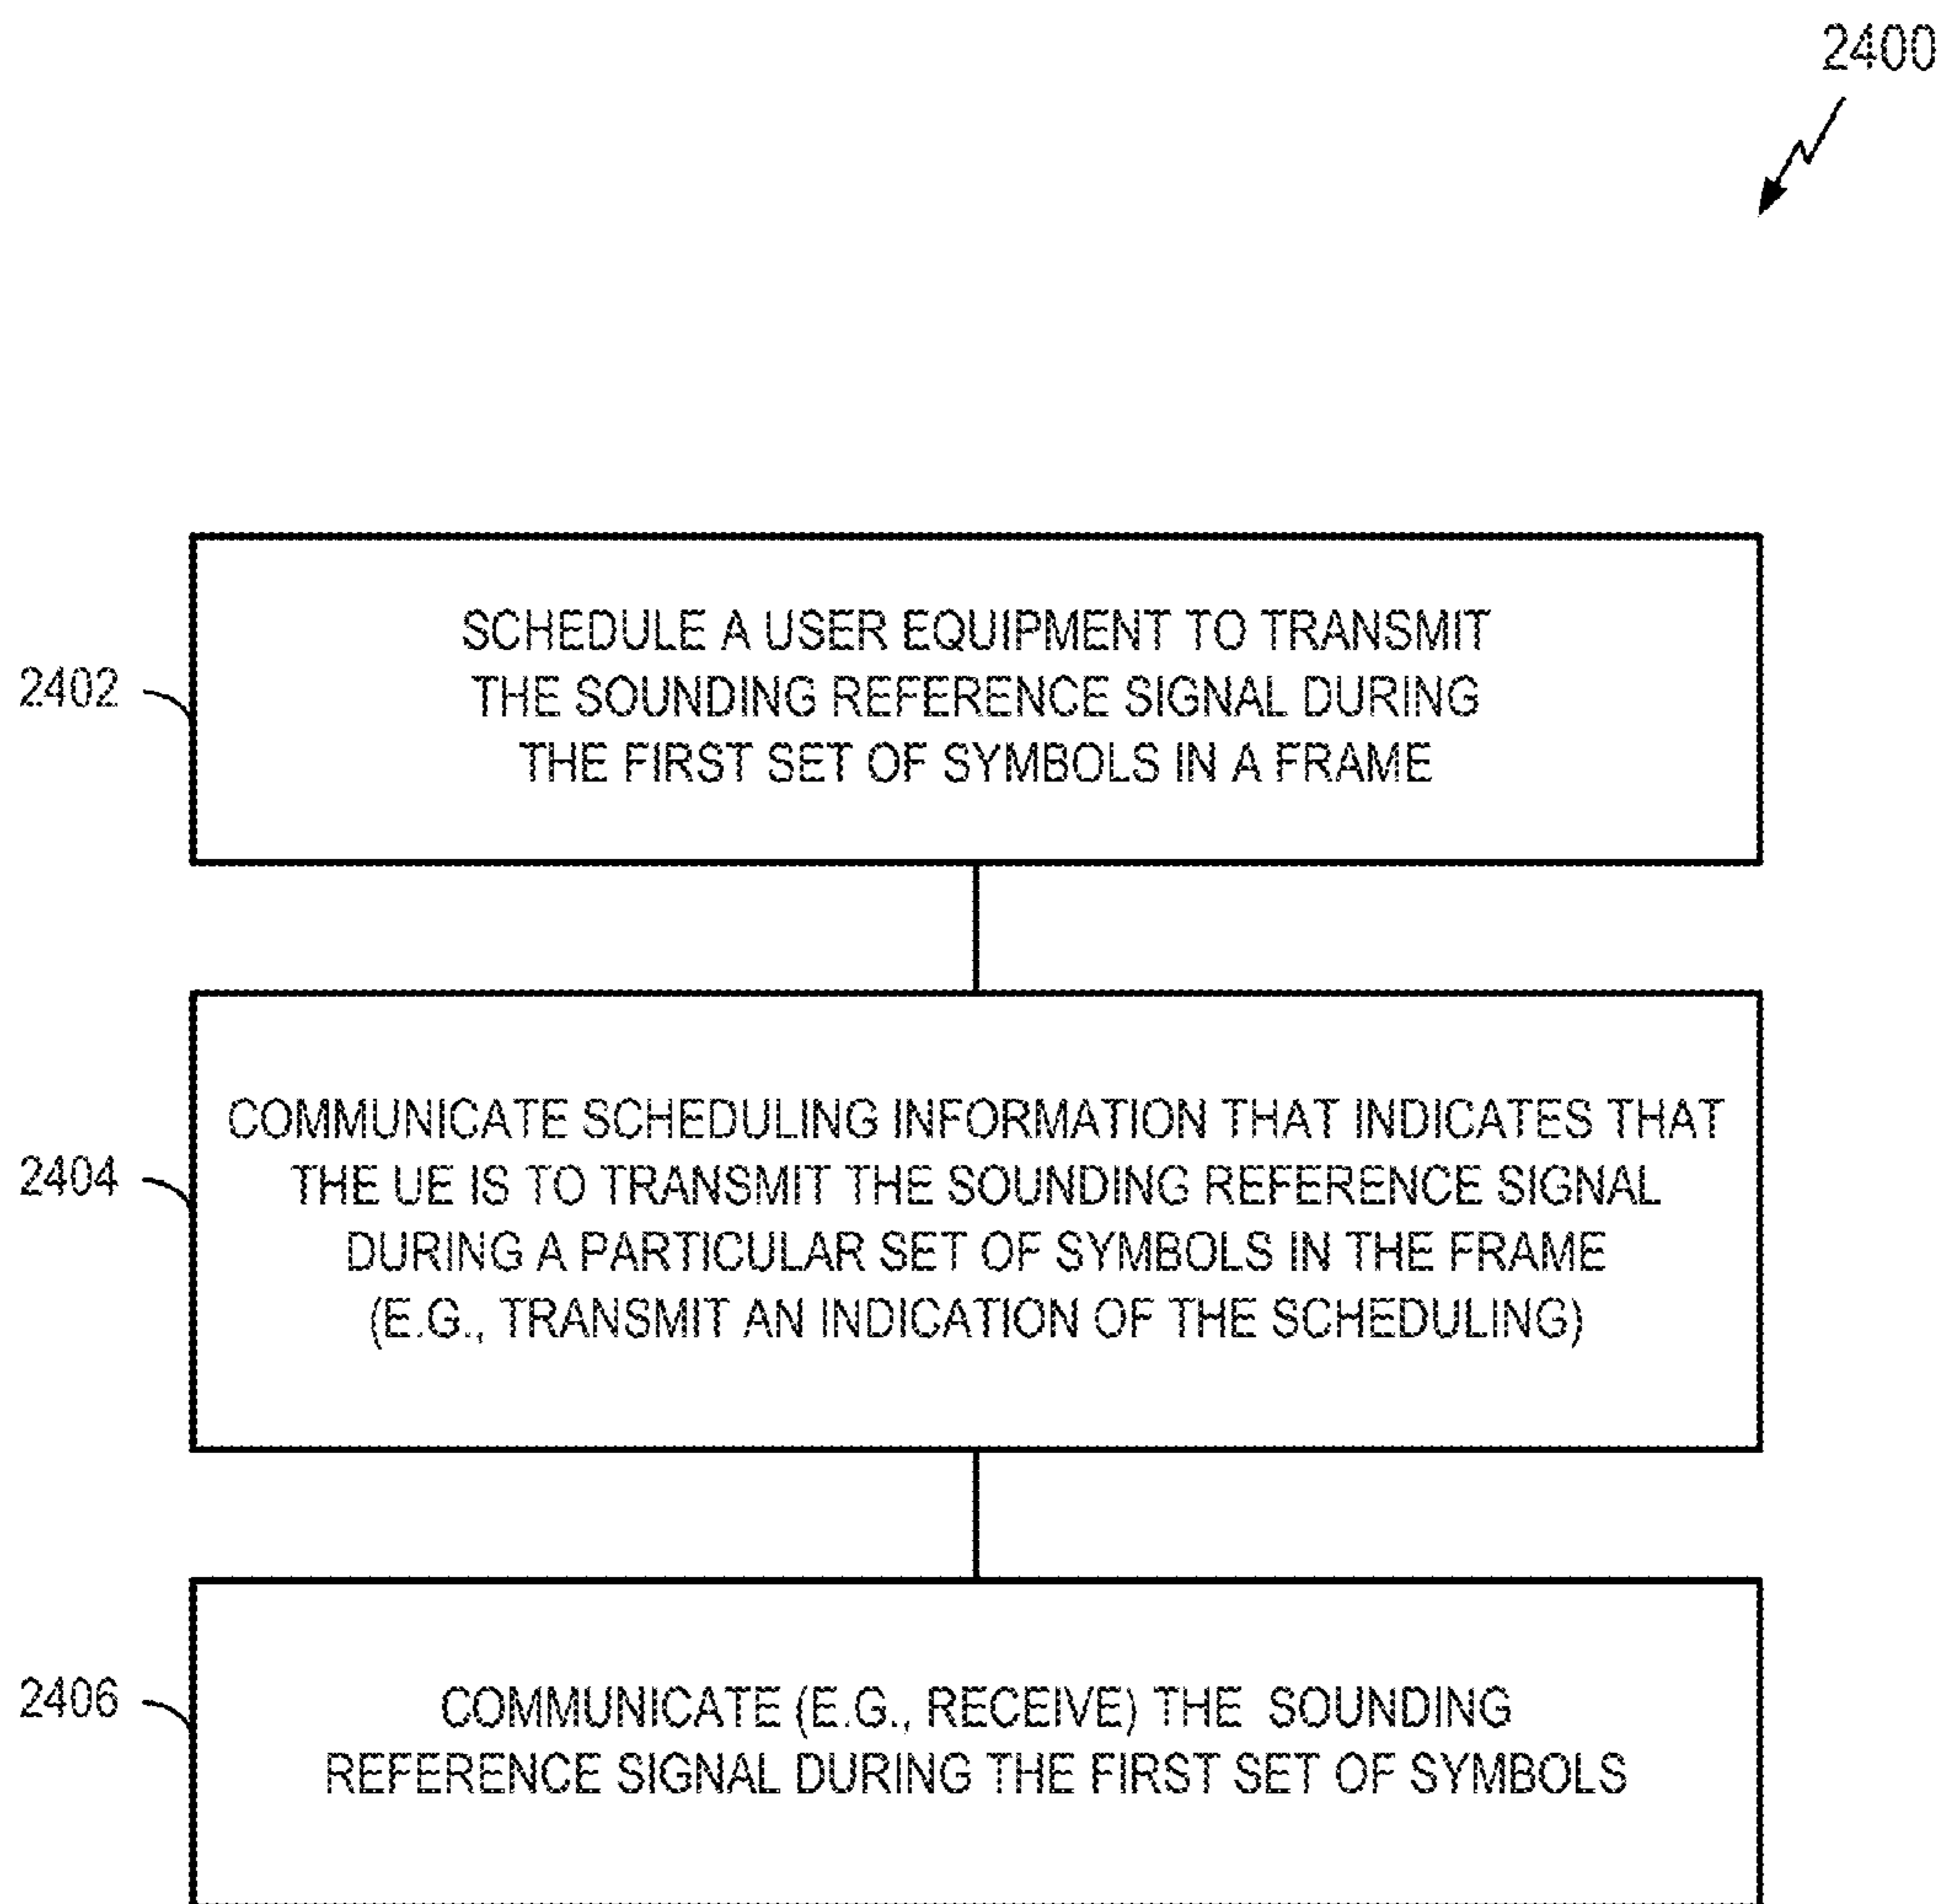 2400
2402
SCHEDULE A USER EQUIPMENT TO TRANSMIT
THE SOUNDING REFERENCE SIGNAL DURING
THE FIRST SET OF SYMBOLS IN A FRAME
2404
COMMUNICATE SCHEDULING INFORMATION THAT INDICATES THAT
THE UE IS TO TRANSMIT THE SOUNDING REFERENCE SIGNAL
DURING A PARTICULAR SET OF SYMBOLS IN THE FRAME
(E.G., TRANSMIT AN INDICATION OF THE SCHEDULING)
2406
COMMUNICATE (E.G., RECEIVE) THE SOUNDING
REFERENCE SIGNAL DURING THE FIRST SET OF SYMBOLS